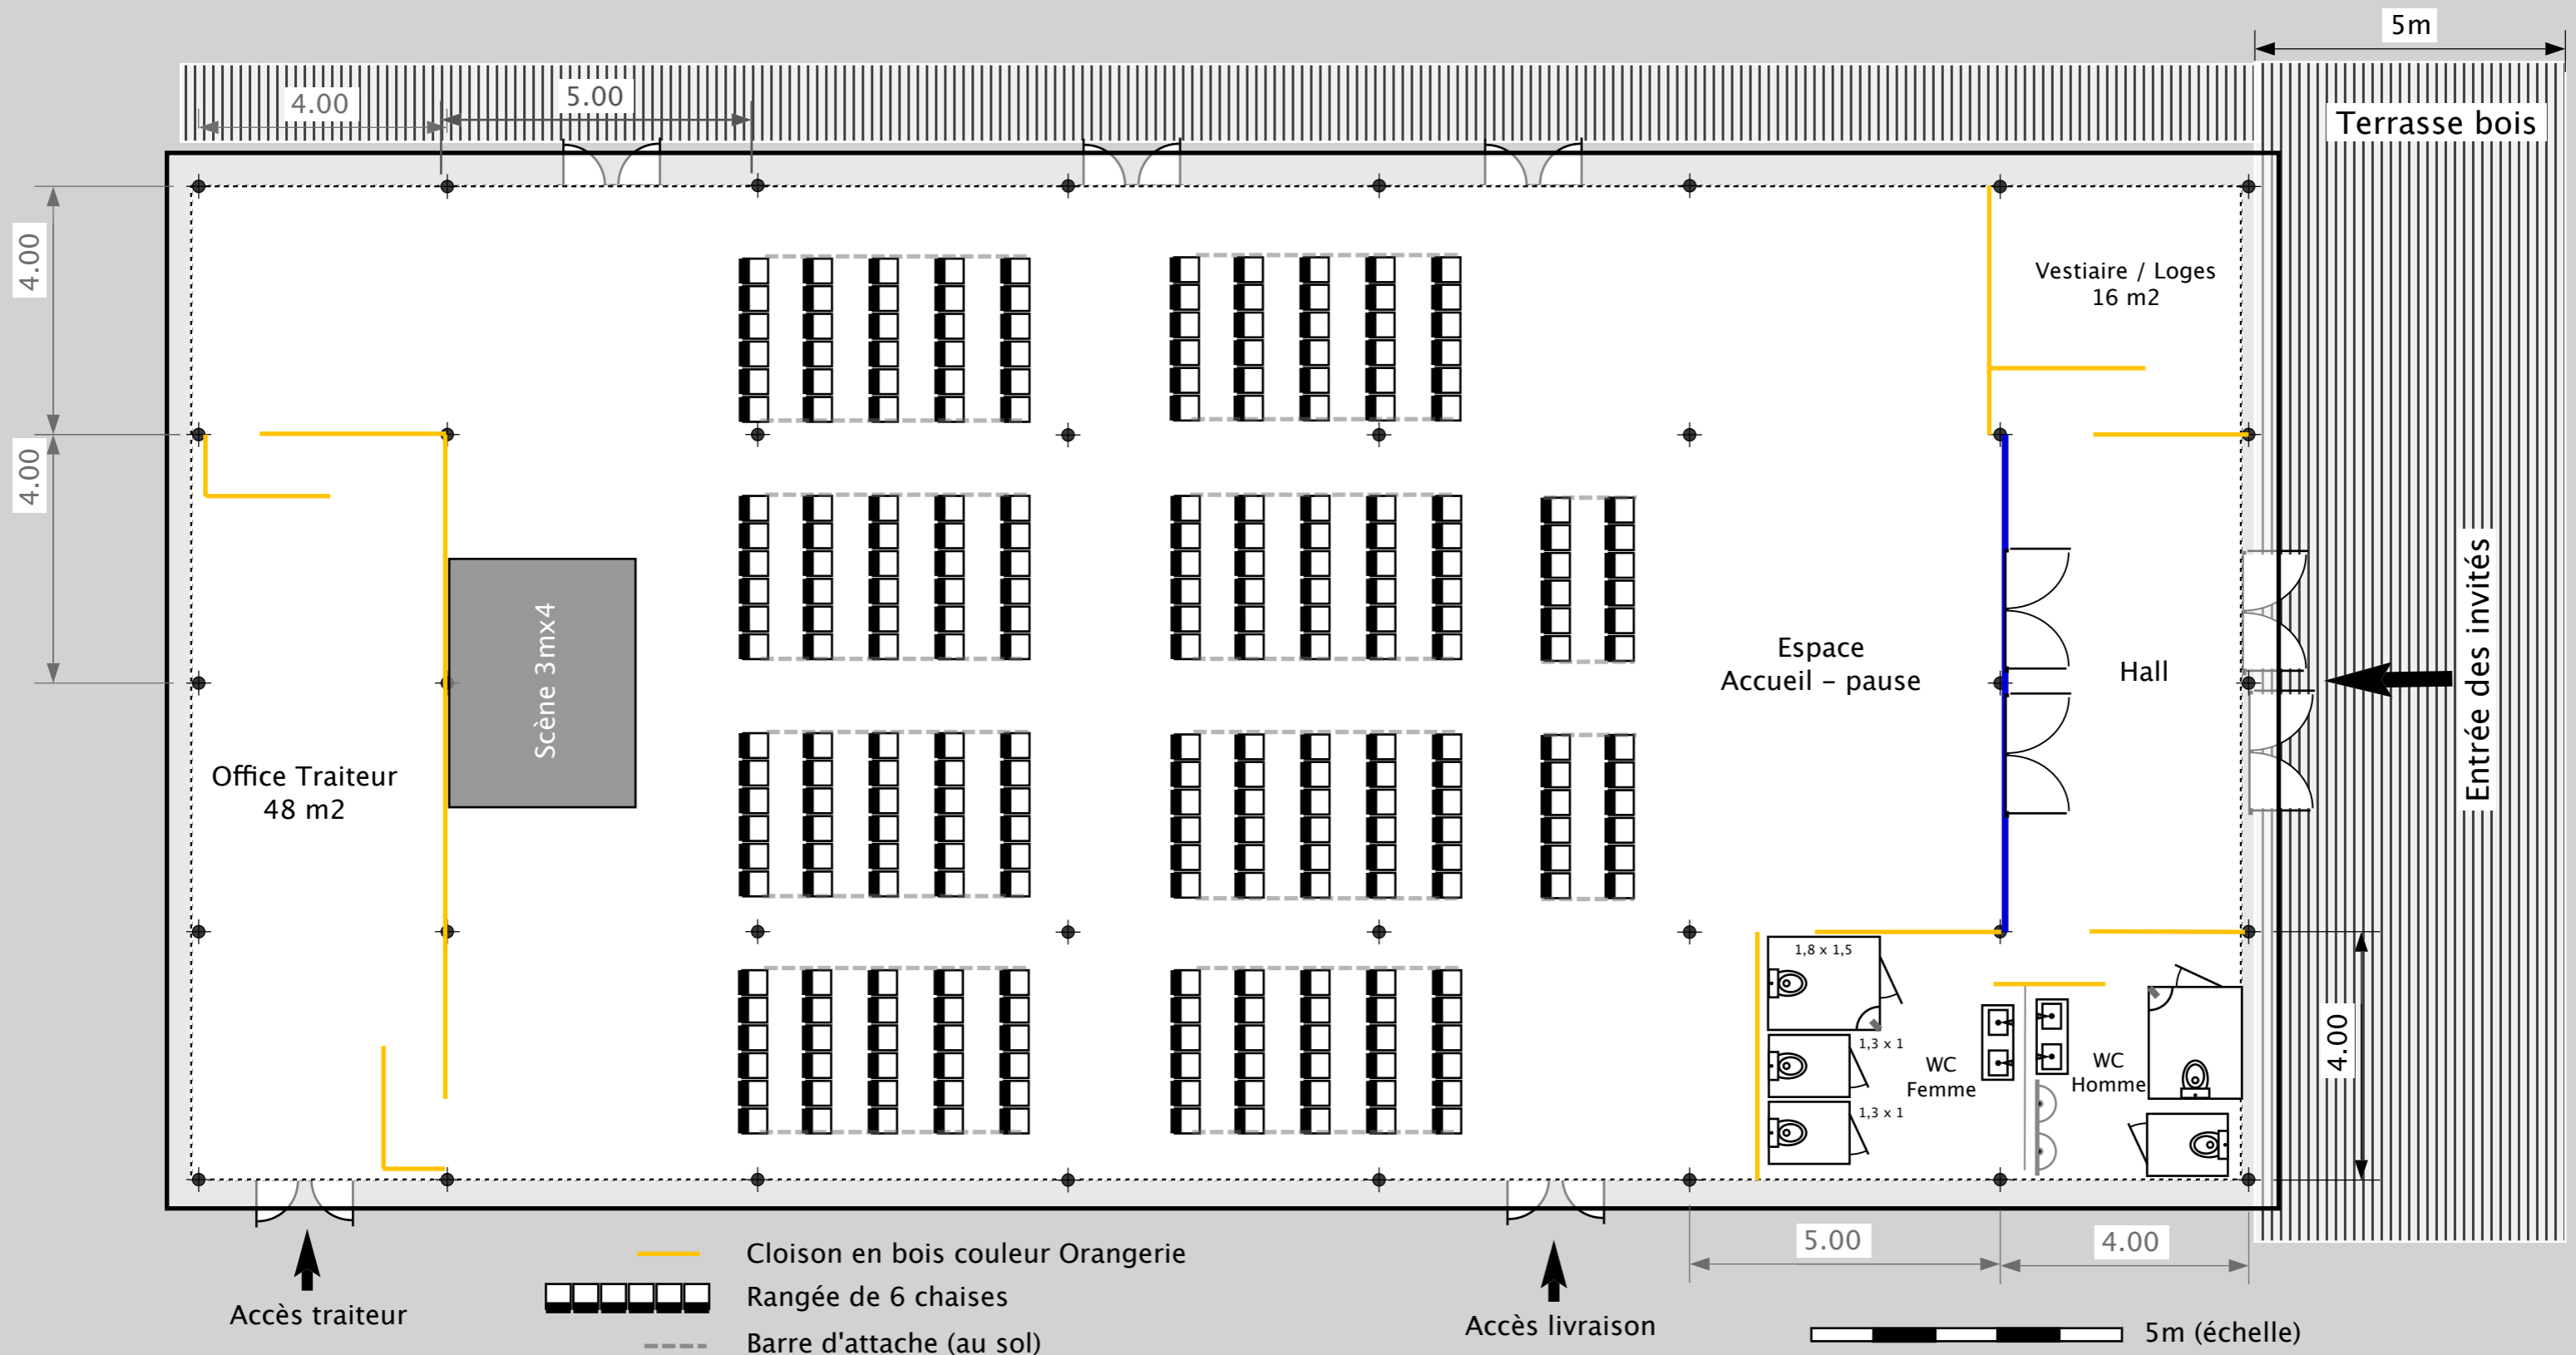 5m
4.00
5.00
Terrasse bois
4.00
Vestiaire / Loges
16 m2
4.00
Entrée des invités
Scène 3mx4
Espace
Accueil – pause
Hall
Office Traiteur
48 m2
1,8 x 1,5
1,3 x 1
WC
Femme
WC
Homme
1,3 x 1
4.00
5.00
4.00
Cloison en bois couleur Orangerie
Rangée de 6 chaises
Barre d'attache (au sol)
Accès traiteur
Accès livraison
5m (échelle)